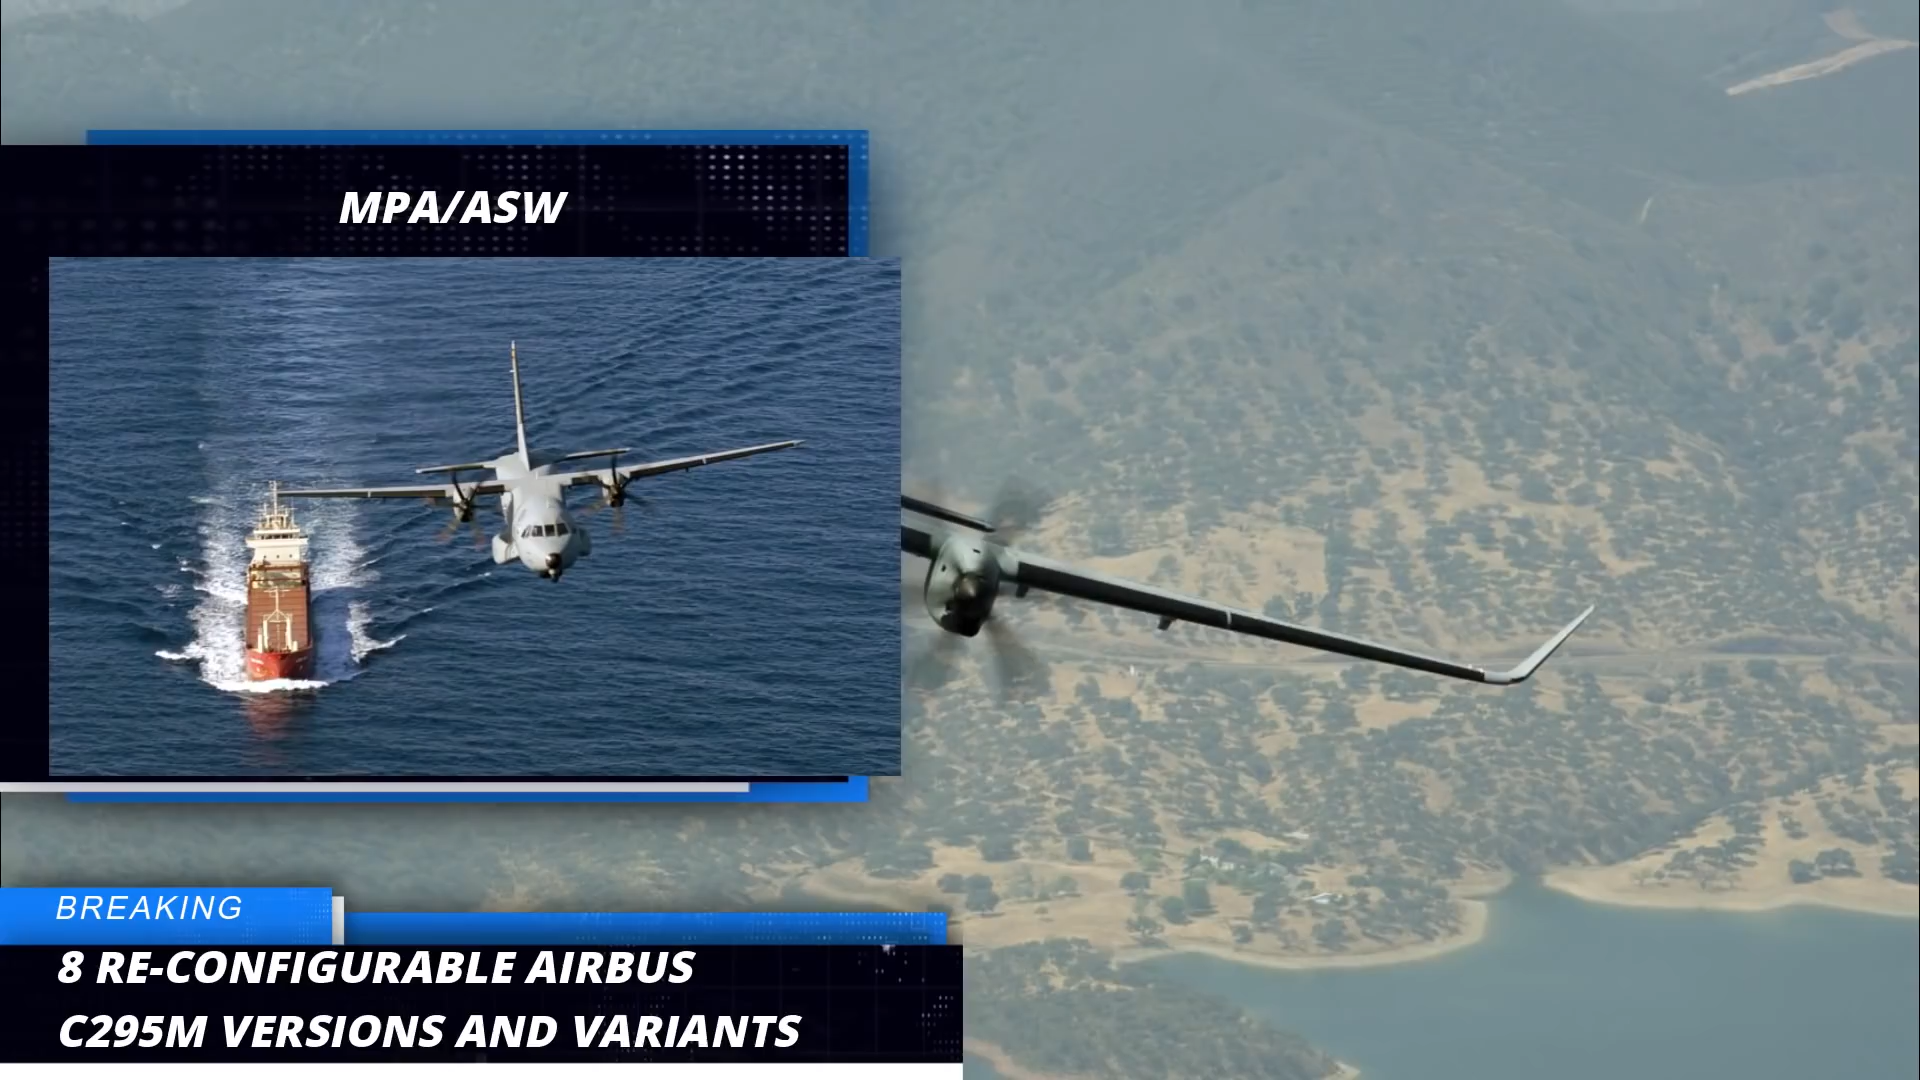 MPA/ASW
BREAKING
8 RE-CONFIGURABLE AIRBUS
C295M VERSIONS AND VARIANTS